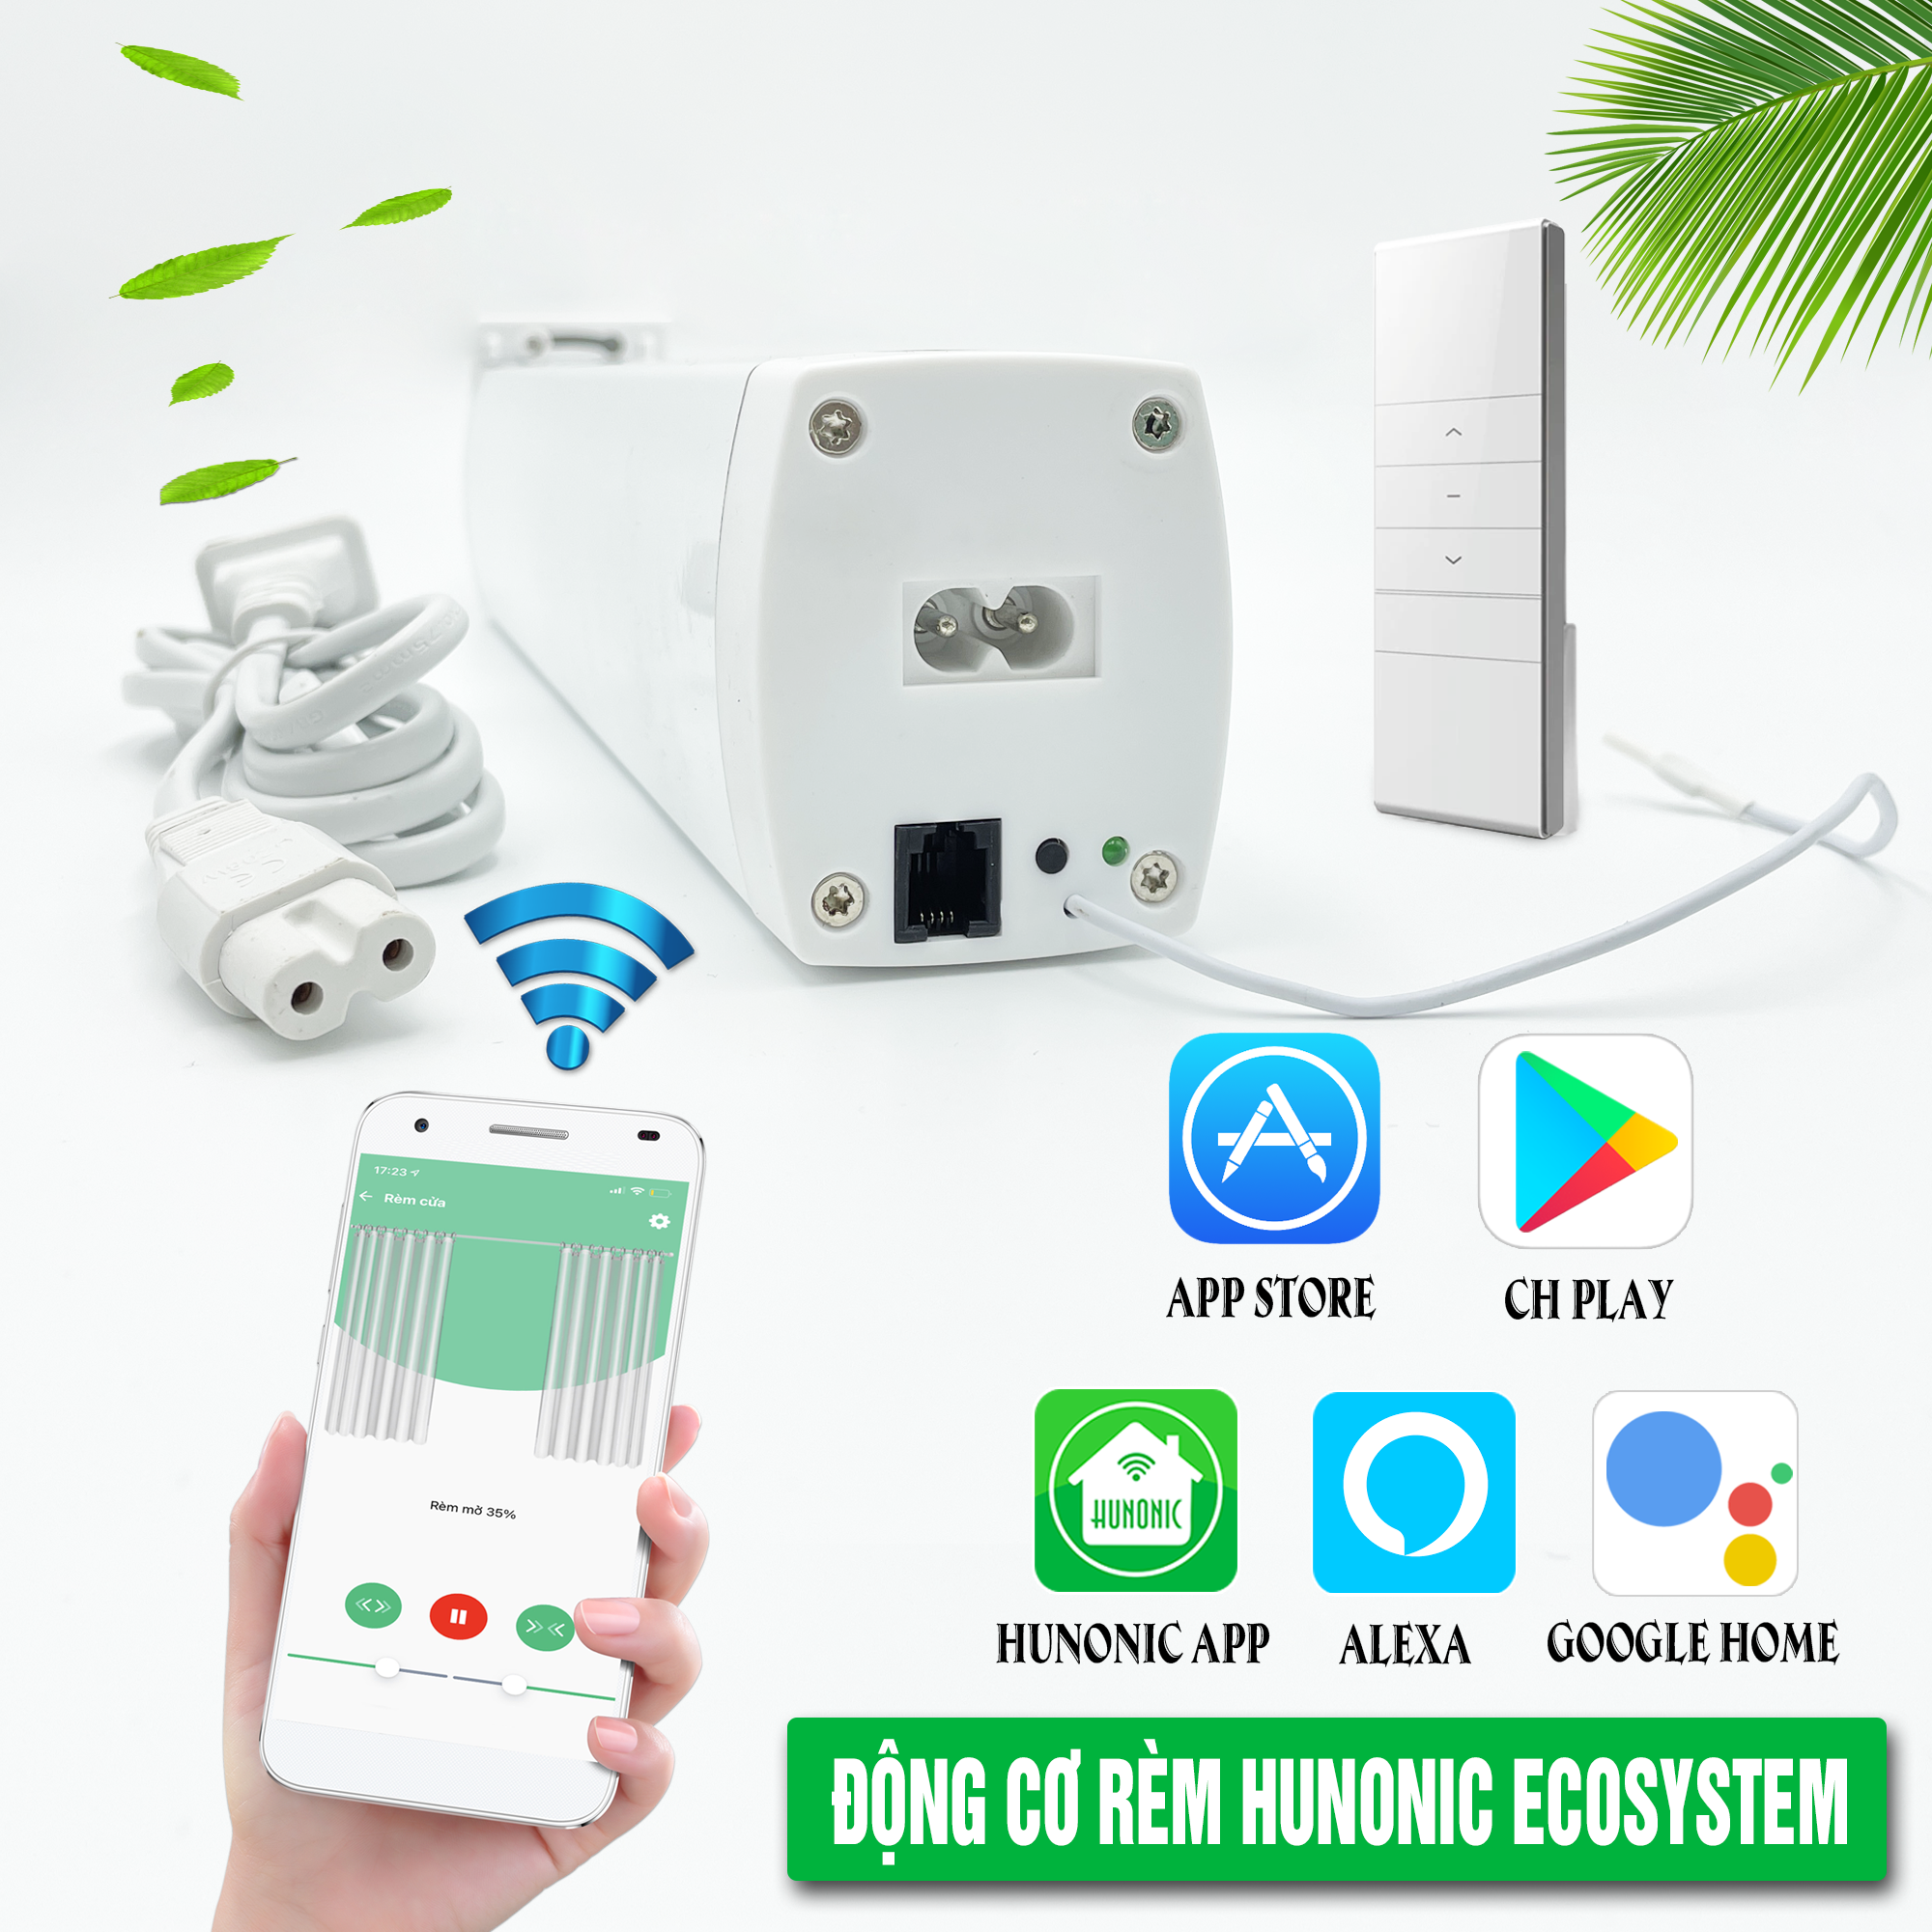 17:23
Rèm cửa
Rèm mở 35%
APP STORE
CH PLAY
HUNONIC
HUNONIC APP
ALEXA
GOOGLE HOME
ĐỘNG CƠ RÈM HUNONIC ECOSYSTEM